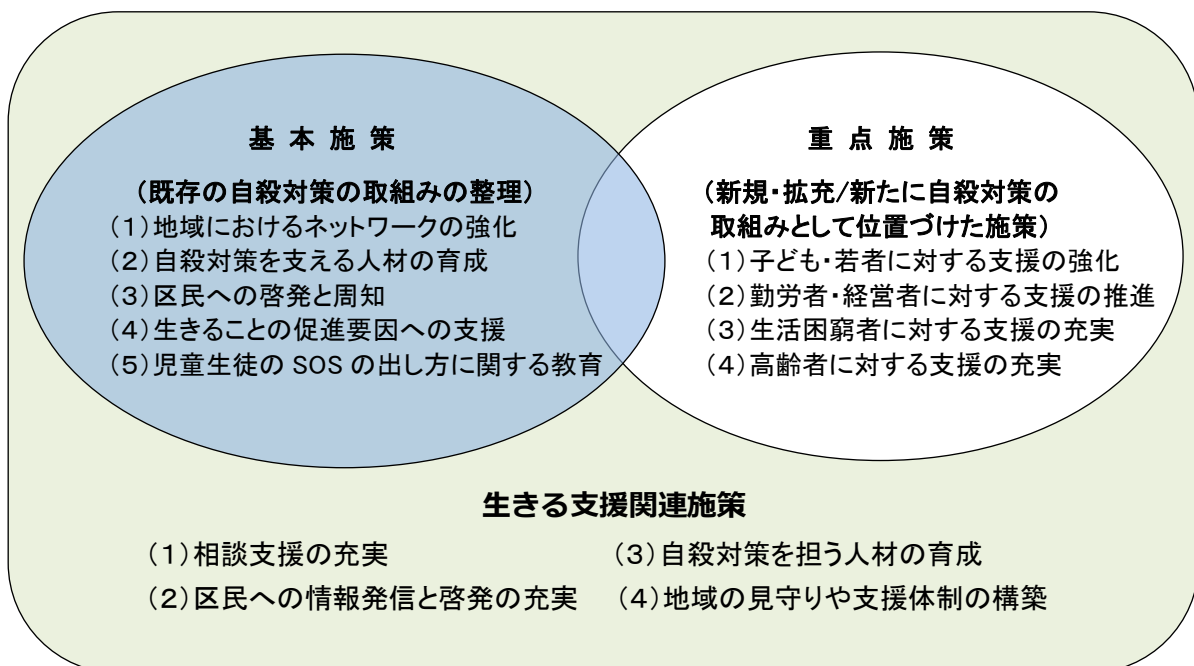 基本施策
（既存の自殺対策の取組みの整理）
（１）地域におけるネットワークの強化
（２）自殺対策を支える人材の育成
（３）区民への啓発と周知
（４）生きることの促進要因への支援
（５）児童生徒の SOS の出し方に関する教育
重点施策
（新規・拡充/新たに自殺対策の
取組みとして位置づけた施策）
（１）子ども・若者に対する支援の強化
（２）勤労者・経営者に対する支援の推進
（３）生活困窮者に対する支援の充実
（４）高齢者に対する支援の充実
生きる支援関連施策
（１）相談支援の充実
（２）区民への情報発信と啓発の充実
（３）自殺対策を担う人材の育成
（４）地域の見守りや支援体制の構築